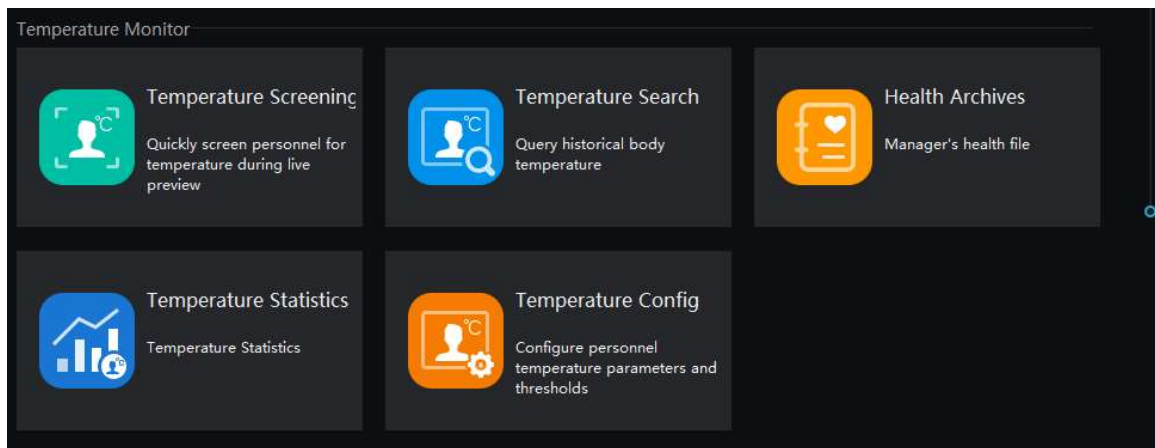 Temperature Monitor
Temperature Screening
Quickly screen personnel for
temperature during live
preview
Temperature Search
Query historical body
temperature
Health Archives
Manager's health file
Temperature Statistics
Temperature Statistics
Temperature Config
Configure personnel
temperature parameters and
thresholds
℃
℃
℃
℃